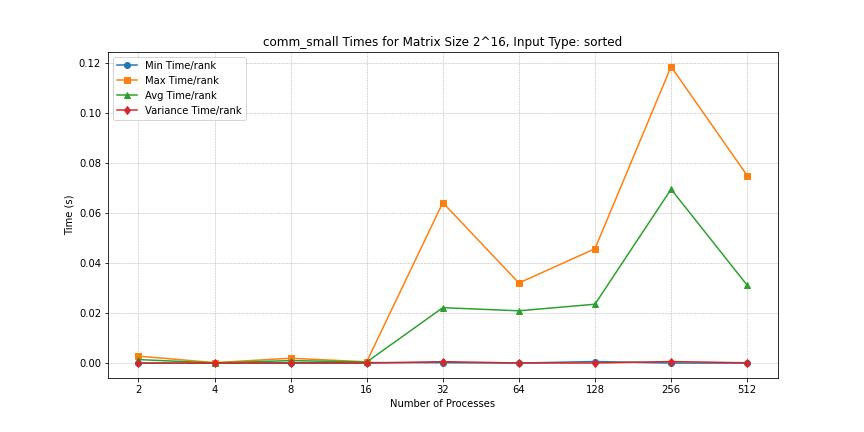 comm_small Times for Matrix Size 2^16, Input Type: sorted
Min Time/rank
Max Time/rank
Avg Time/rank
Variance Time/rank
Time (s)
0.12
0.10
0.08
0.06
0.04
0.02
0.00
2 4 8 16 32 64 128 256 512
Number of Processes